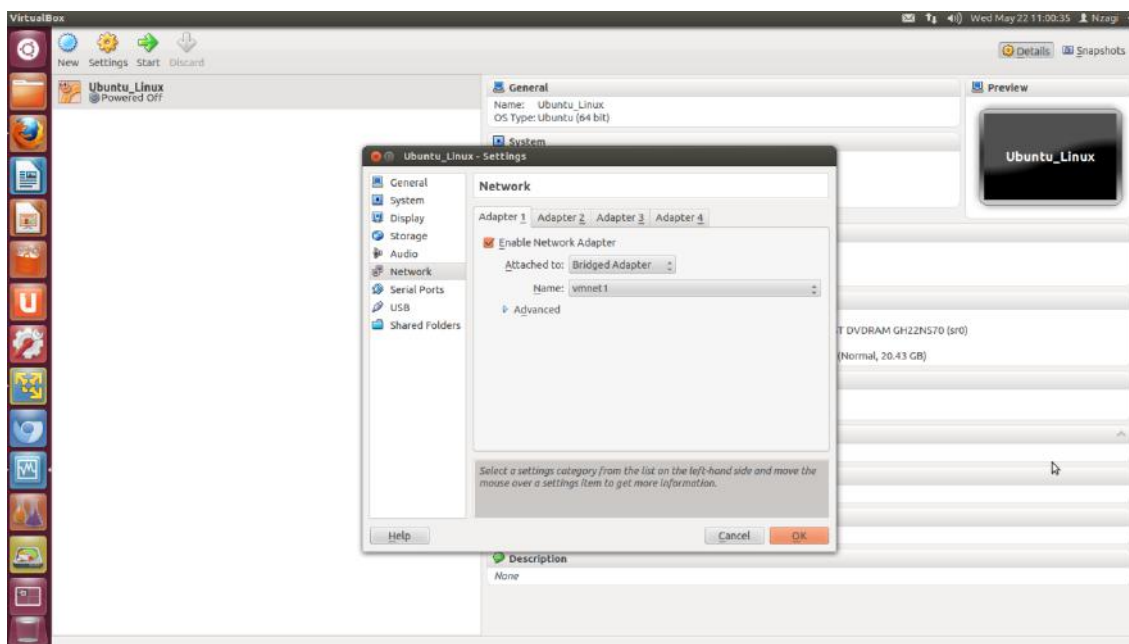 VirtualBox
Wed May 22 11:00:35 Nzagi
New Settings Start Discard
Details Snapshots
Ubuntu_Linux
Powered Off
General
Name: Ubuntu_Linux
OS Type: Ubuntu (64 bit)
System
Preview
Ubuntu_Linux
Ubuntu_Linux - Settings
General
System
Display
Storage
Audio
Network
Serial Ports
USB
Shared Folders
Network
Adapter 1 Adapter 2 Adapter 3 Adapter 4
Enable Network Adapter
Attached to: Bridged Adapter
Name: vmnet1
Advanced
T DVDRAM GH22NS70 (sr0)
(Normal, 20.43 GB)
Select a settings category from the list on the left-hand side and move the
mouse over a settings item to get more information.
Help Cancel OK
Description
None